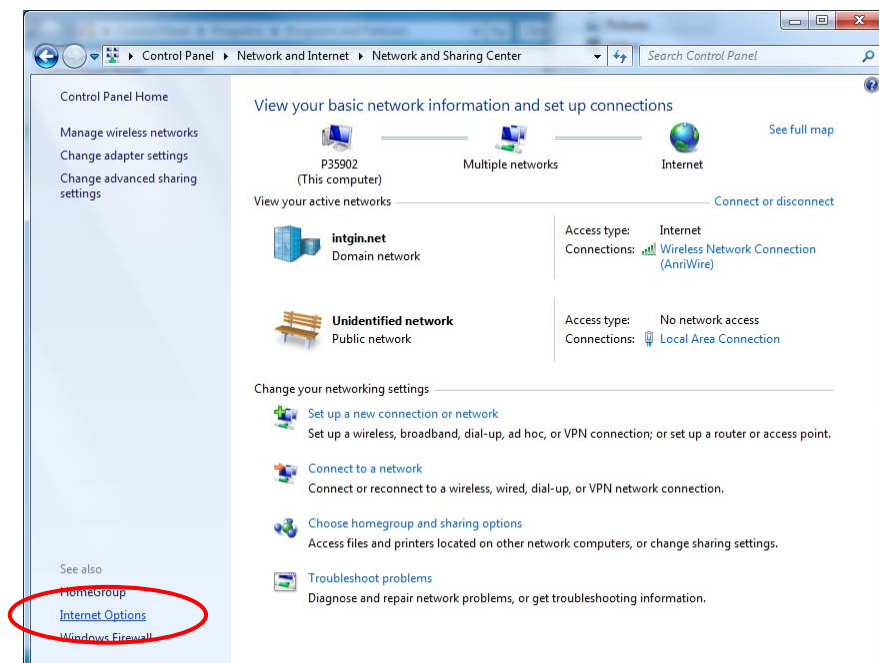 Control Panel ▸ Network and Internet ▸ Network and Sharing Center
Search Control Panel
Control Panel Home
Manage wireless networks
Change adapter settings
Change advanced sharing
settings
View your basic network information and set up connections
See full map
P35902
(This computer)
Multiple networks
Internet
View your active networks
Connect or disconnect
intgin.net
Domain network
Access type: Internet
Connections: Wireless Network Connection
(AnriWire)
Unidentified network
Public network
Access type: No network access
Connections: Local Area Connection
Change your networking settings
Set up a new connection or network
Set up a wireless, broadband, dial-up, ad hoc, or VPN connection; or set up a router or access point.
Connect to a network
Connect or reconnect to a wireless, wired, dial-up, or VPN network connection.
Choose homegroup and sharing options
Access files and printers located on other network computers, or change sharing settings.
Troubleshoot problems
Diagnose and repair network problems, or get troubleshooting information.
See also
HomeGroup
Internet Options
Windows Firewall